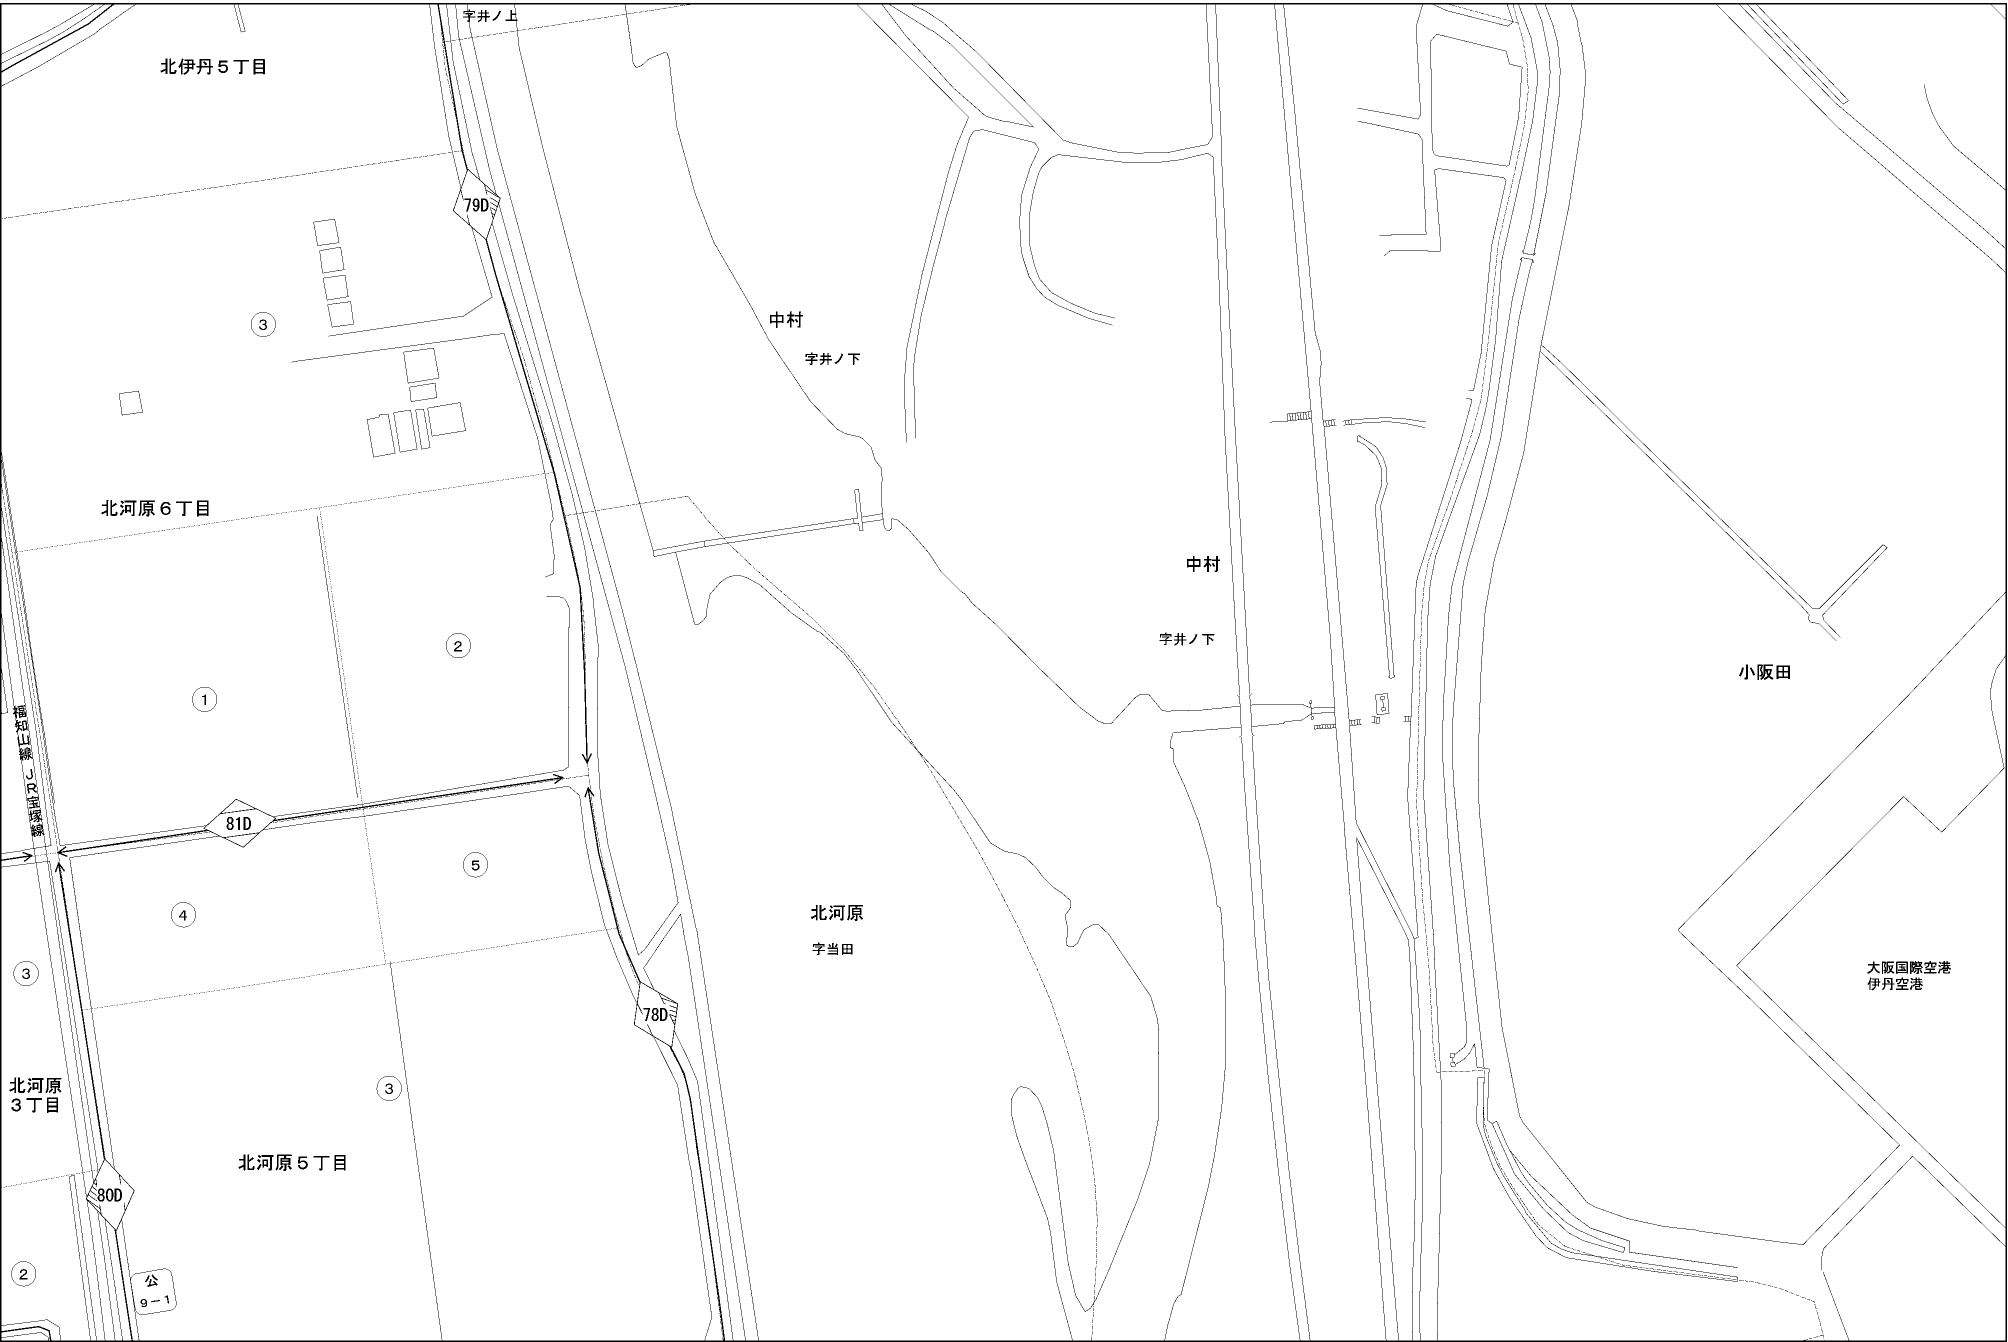 字井ノ上
北伊丹５丁目
79D
③
中村
字井ノ下
北河原６丁目
中村
字井ノ下
②
小阪田
①
福知山線 JR宝塚線
81D
⑤
④
北河原
字当田
③
大阪国際空港
伊丹空港
78D
北河原
３丁目
③
北河原５丁目
80D
②
公
９－１